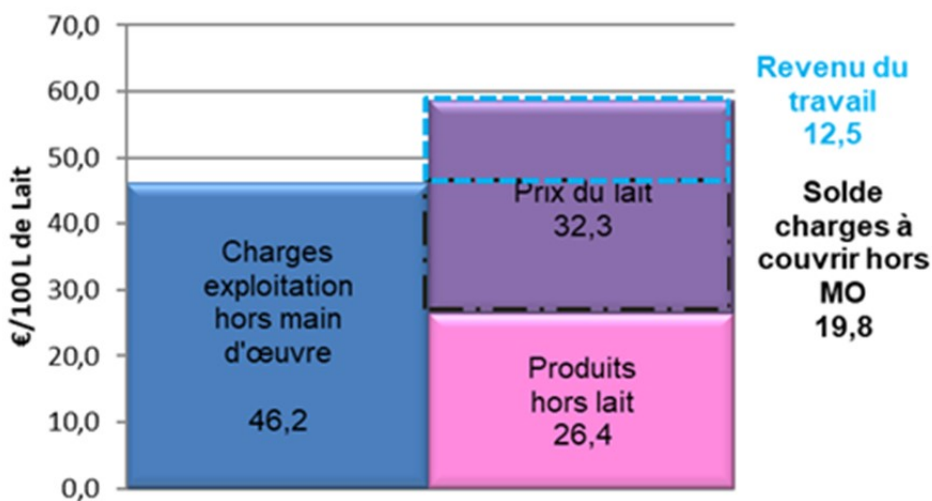 70,0
60,0
50,0
40,0
30,0
20,0
10,0
0,0
€/100 L de Lait
Charges
exploitation
hors main
d'œuvre
46,2
Prix du lait
32,3
Produits
hors lait
26,4
Revenu du
travail
12,5
Solde
charges à
couvrir hors
MO
19,8